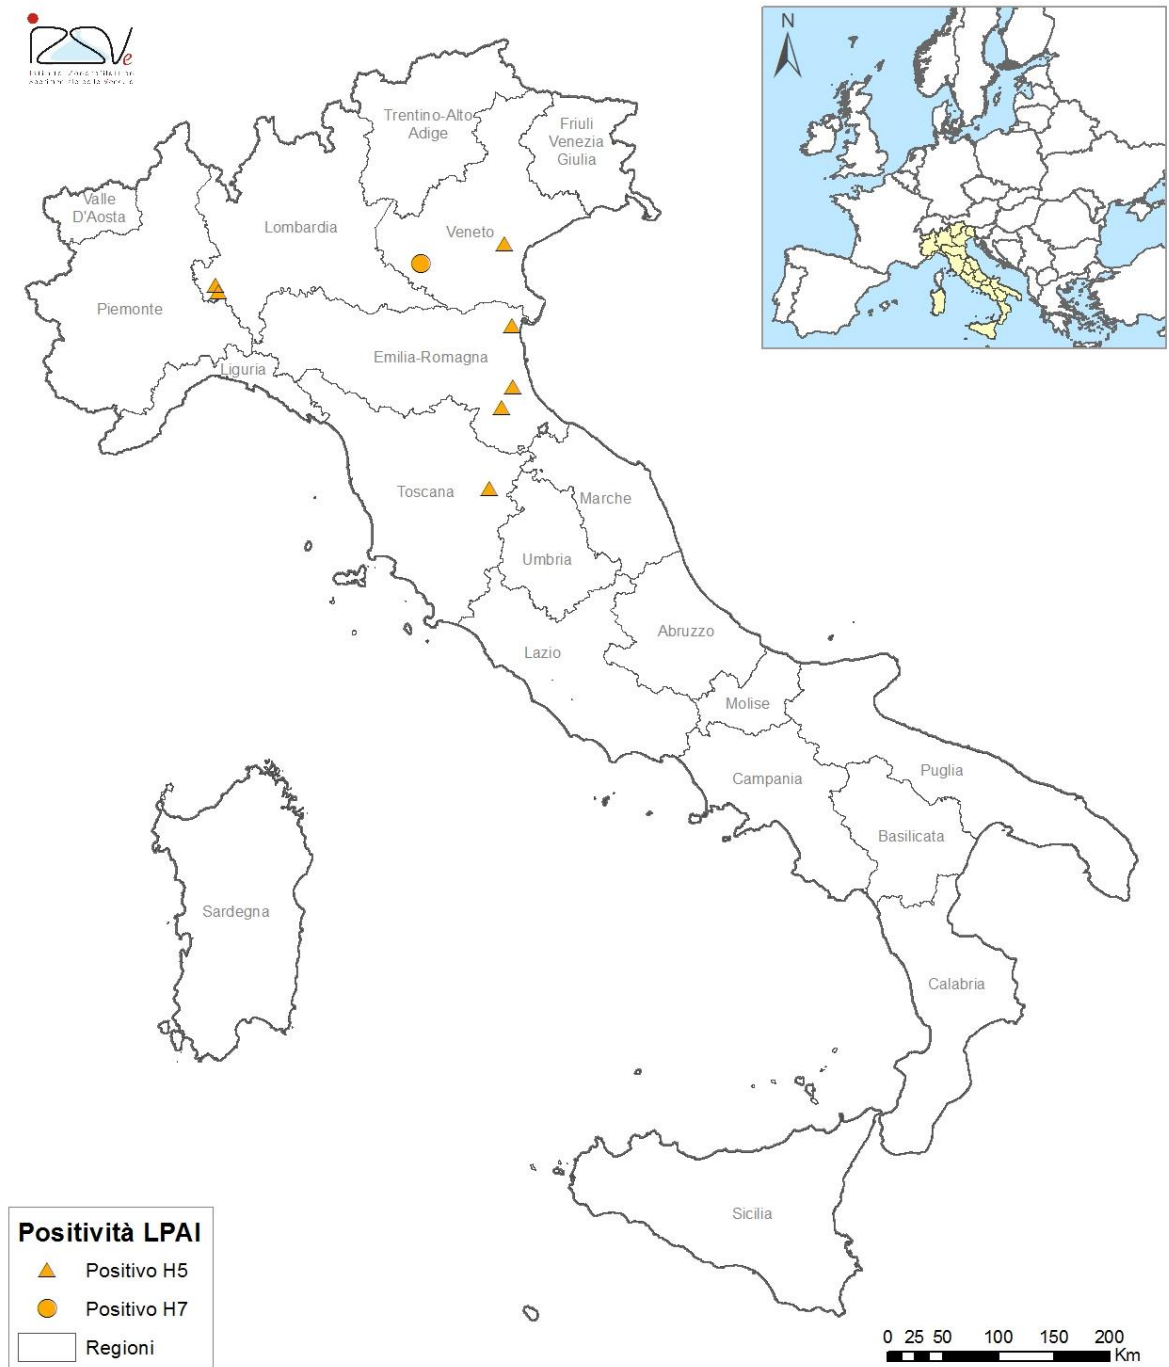 IZSVe
N
Trentino-Alto
Adige
Friuli
Venezia
Giulia
Valle
D'Aosta
Lombardia
Veneto
Piemonte
Emilia-Romagna
Liguria
Toscana
Marche
Umbria
Abruzzo
Lazio
Molise
Campania
Puglia
Basilicata
Sardegna
Calabria
Sicilia
Positività LPAI
Positivo H5
Positivo H7
Regioni
0 25 50 100 150 200
Km